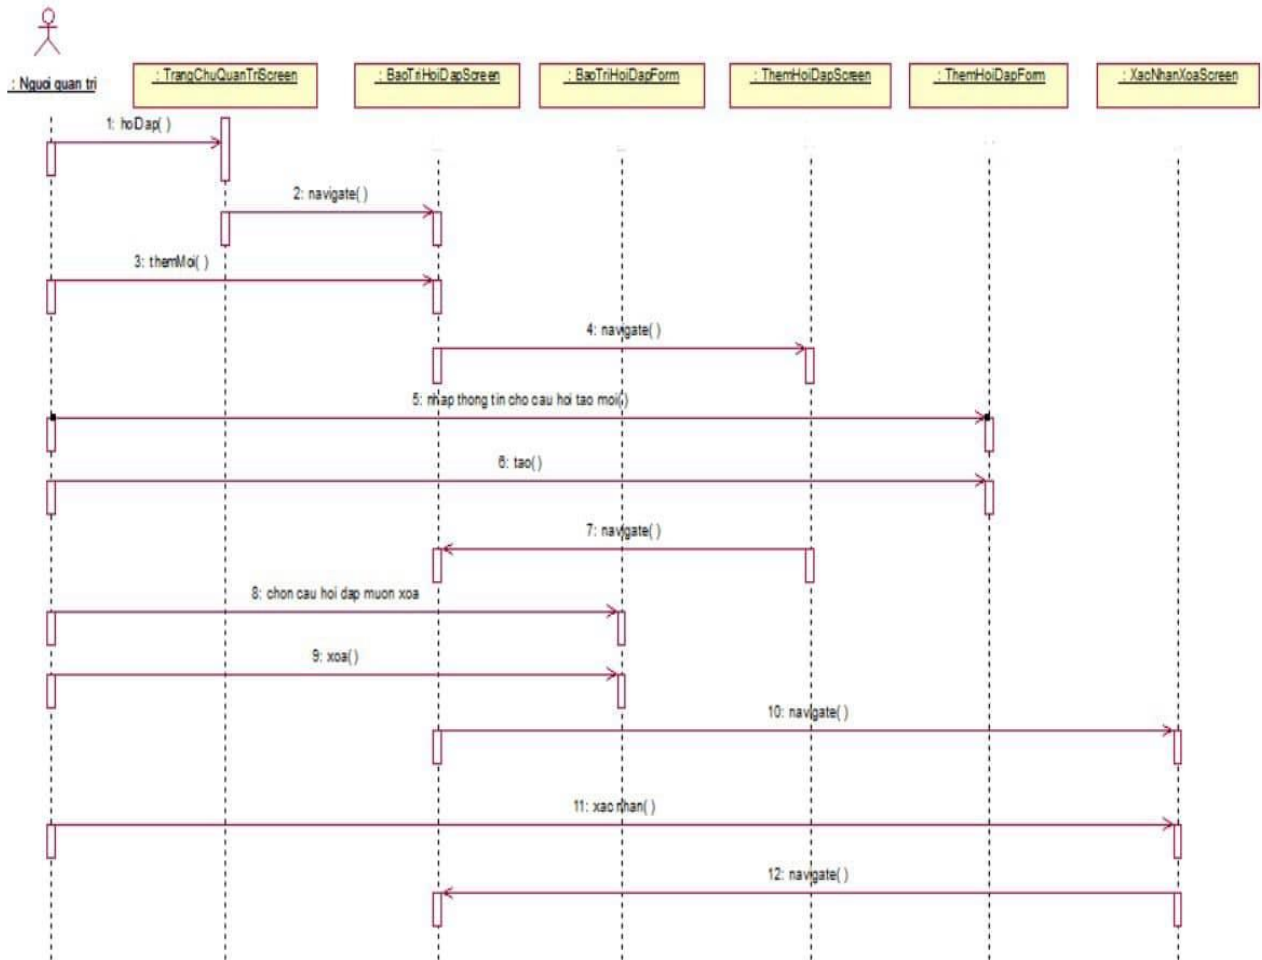 : Nguoi quan tri
: TrangChuQuanTriScreen
: BaoTriHoiDapScreen
: BaoTriHoiDapForm
: ThemHoiDapScreen
: ThemHoiDapForm
: XacNhanXoaScreen
1: hoiDap( )
2: navigate( )
3: themMoi( )
4: navigate( )
5: nhap thong tin cho cau hoi tao moi( )
6: tao( )
7: navigate( )
8: chon cau hoi dap muon xoa
9: xoa( )
10: navigate( )
11: xac nhan( )
12: navigate( )